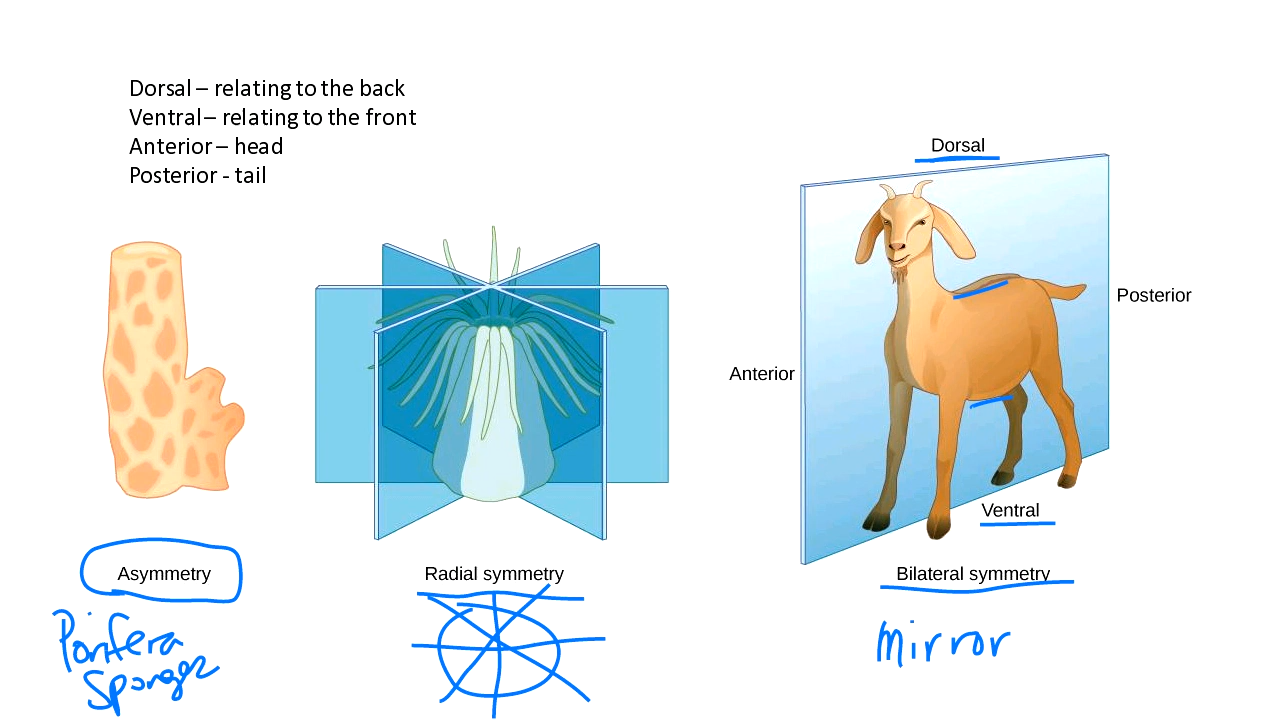 Dorsal – relating to the back
Ventral – relating to the front
Anterior – head
Posterior - tail
Dorsal
Posterior
Anterior
Ventral
Asymmetry
Radial symmetry
Bilateral symmetry
Porifera
Mirror